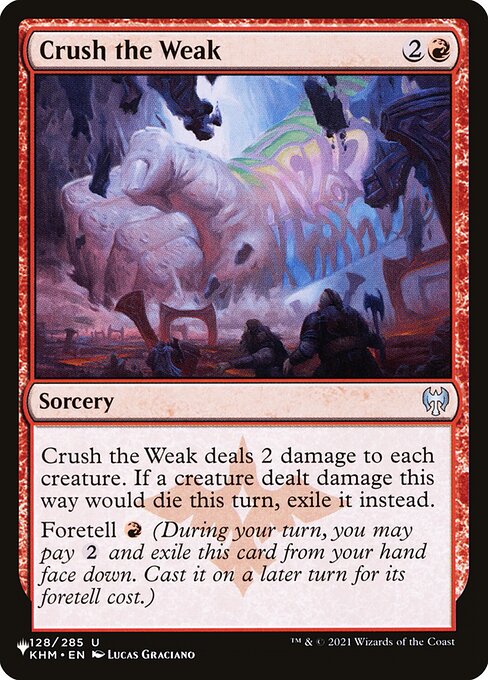 Crush the Weak 2
Sorcery
Crush the Weak deals 2 damage to each
creature. If a creature dealt damage this
way would die this turn, exile it instead.
Foretell (During your turn, you may
pay 2 and exile this card from your hand
face down. Cast it on a later turn for its
foretell cost.)
128/285 U
KHM • EN Lucas Graciano
™ & © 2021 Wizards of the Coast